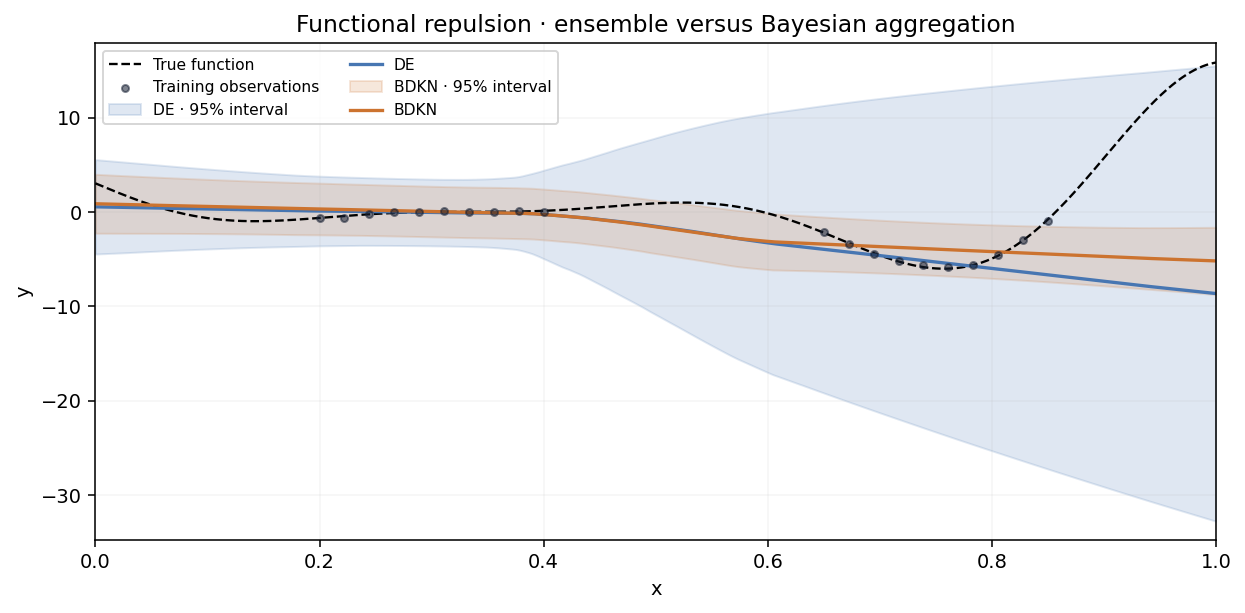 Functional repulsion · ensemble versus Bayesian aggregation
True function
Training observations
DE · 95% interval
DE
BDKN · 95% interval
BDKN
10
0
−10
−20
−30
y
0.0
0.2
0.4
0.6
0.8
1.0
x